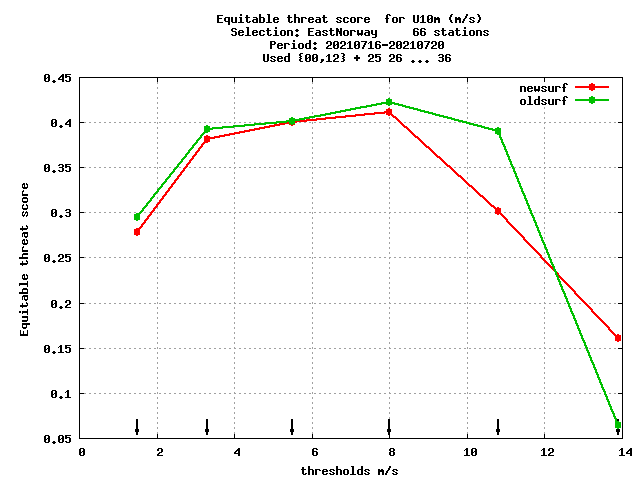 Equitable threat score  for U10m (m/s)
Selection: EastNorway     66 stations
Period: 20210716-20210720
Used {00,12} + 25 26 ... 36
newsurf
oldsurf
Equitable threat score
0.45
0.4
0.35
0.3
0.25
0.2
0.15
0.1
0.05
0 2 4 6 8 10 12 14
thresholds m/s